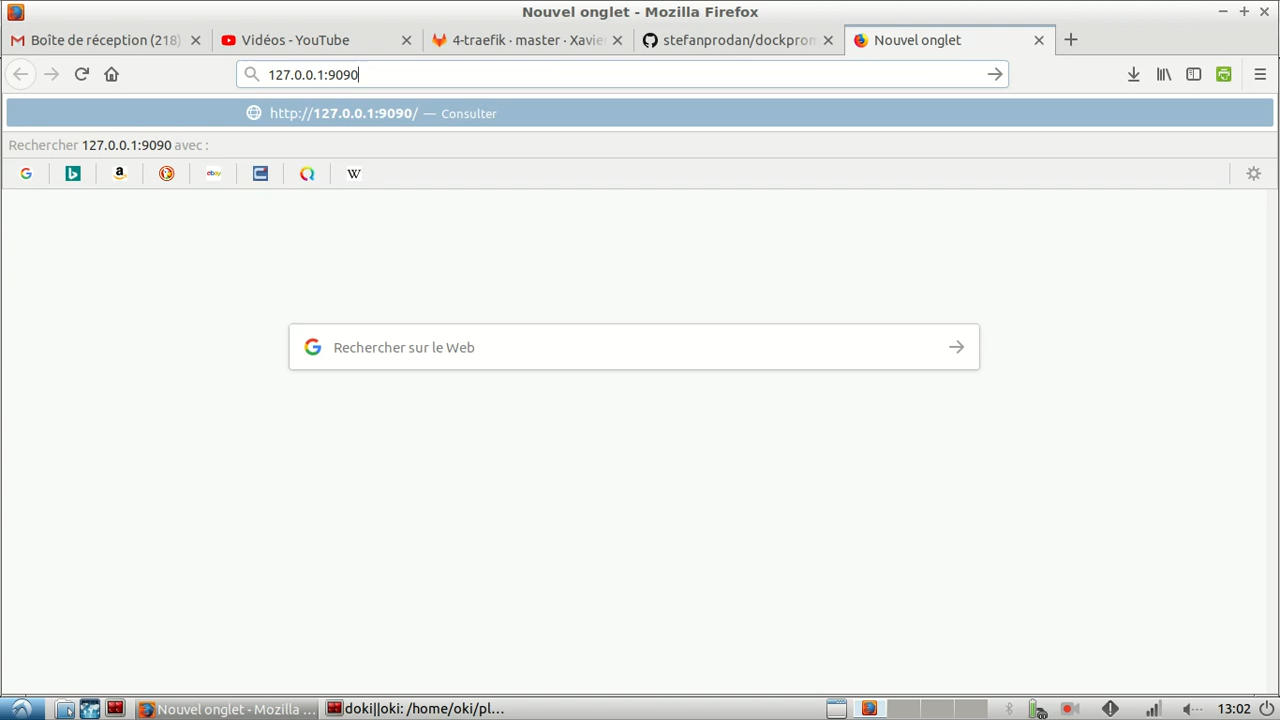 Nouvel onglet - Mozilla Firefox
Boîte de réception (218)
Vidéos - YouTube
4-traefik · master · Xavie
stefanprodan/dockprom
Nouvel onglet
127.0.0.1:9090
http://127.0.0.1:9090/ — Consulter
Rechercher 127.0.0.1:9090 avec :
ebay
W
Rechercher sur le Web
Nouvel onglet - Mozilla ...
doki||oki: /home/oki/pl...
13:02